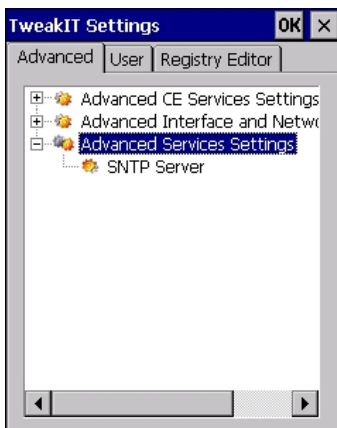 TweakIT Settings OK
Advanced User Registry Editor
Advanced CE Services Settings
Advanced Interface and Netwo
Advanced Services Settings
SNTP Server